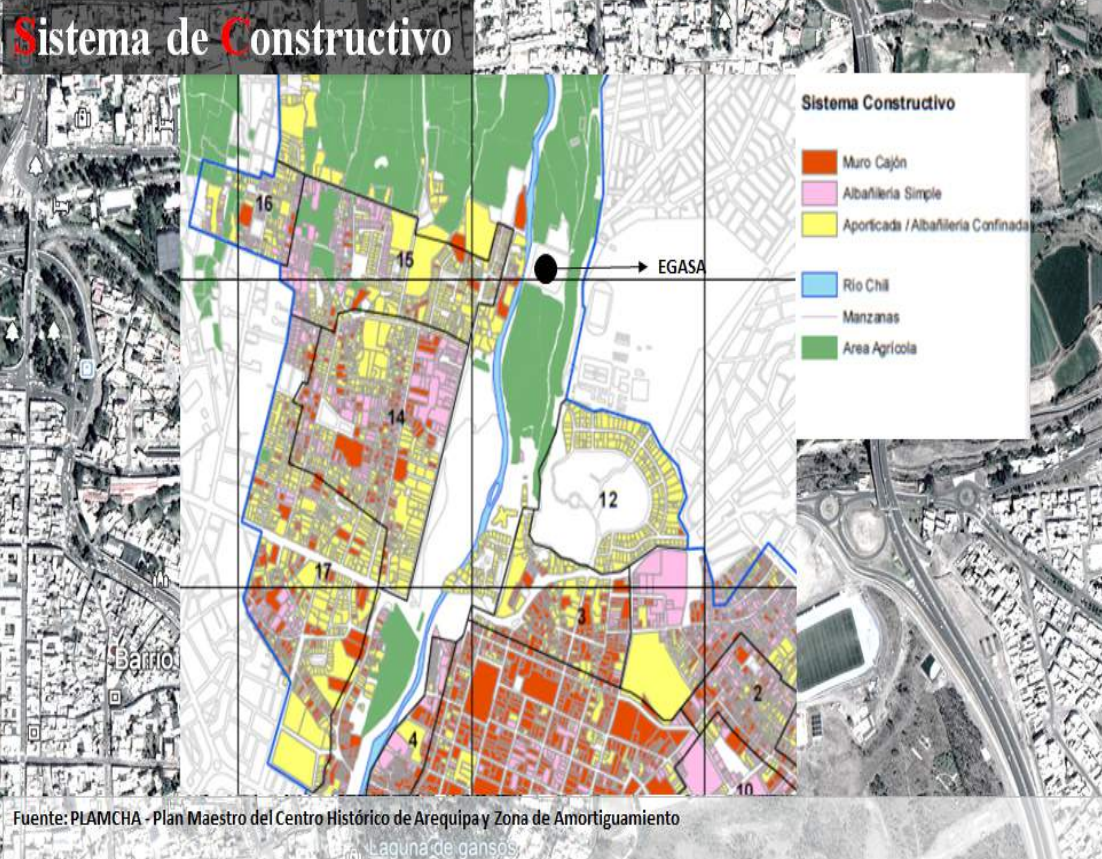 Sistema de Constructivo
Sistema Constructivo
Muro Cajón
Albañilería Simple
Aporticada / Albañilería Confinada
Río Chili
Manzanas
Area Agrícola
16
15
EGASA
14
12
17
3
2
4
10
Barrio
Fuente: PLAMCHA - Plan Maestro del Centro Histórico de Arequipa y Zona de Amortiguamiento
Laguna de gansos